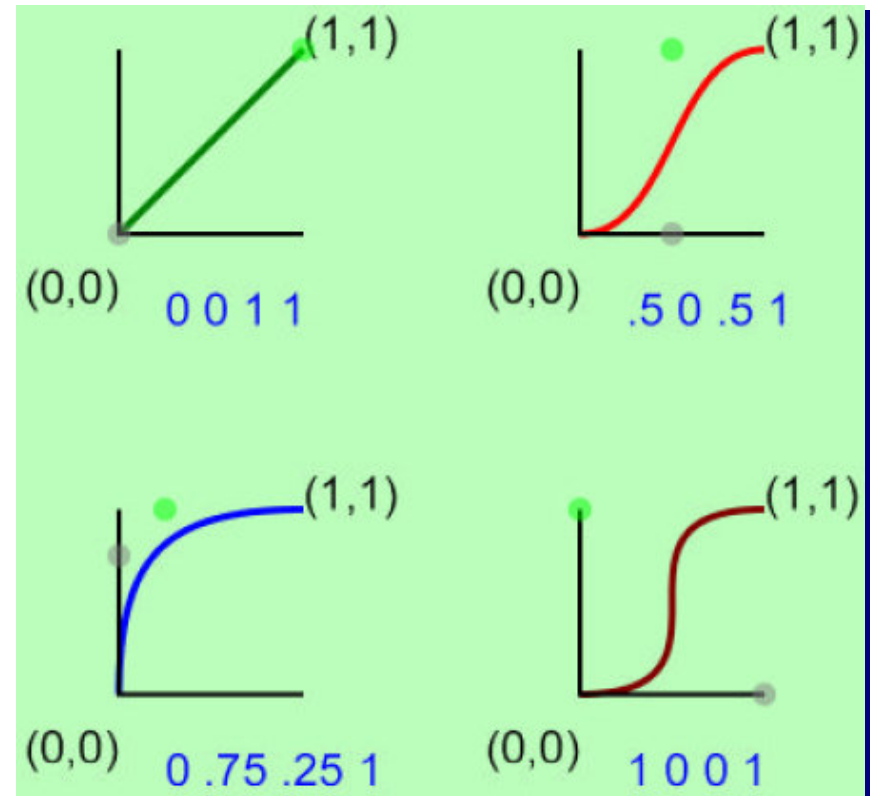 (1,1) (1,1)
(0,0) 0 0 1 1 (0,0) .5 0 .5 1
(1,1) (1,1)
(0,0) 0 .75 .25 1 (0,0) 1 0 0 1